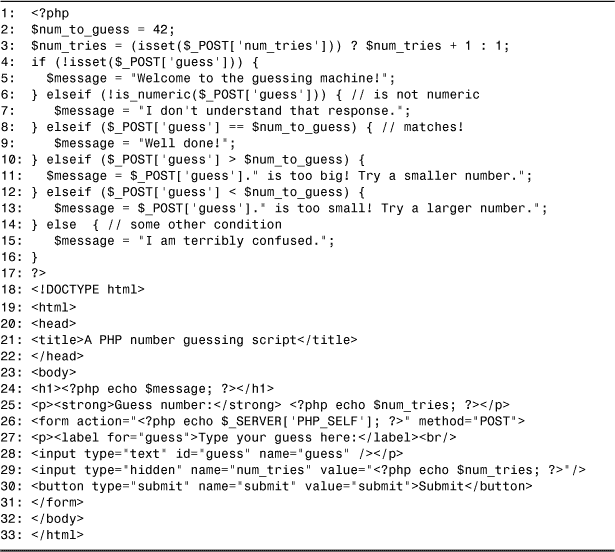 1: <?php
2: $num_to_guess = 42;
3: $num_tries = (isset($_POST['num_tries'])) ? $num_tries + 1 : 1;
4: if (!isset($_POST['guess'])) {
5:   $message = "Welcome to the guessing machine!";
6: } elseif (!is_numeric($_POST['guess'])) { // is not numeric
7:    $message = "I don't understand that response.";
8: } elseif ($_POST['guess'] == $num_to_guess) { // matches!
9:    $message = "Well done!";
10: } elseif ($_POST['guess'] > $num_to_guess) {
11:   $message = $_POST['guess']." is too big! Try a smaller number.";
12: } elseif ($_POST['guess'] < $num_to_guess) {
13:    $message = $_POST['guess']." is too small! Try a larger number.";
14: } else  { // some other condition
15:    $message = "I am terribly confused.";
16: }
17: ?>
18: <!DOCTYPE html>
19: <html>
20: <head>
21: <title>A PHP number guessing script</title>
22: </head>
23: <body>
24: <h1><?php echo $message; ?></h1>
25: <p><strong>Guess number:</strong> <?php echo $num_tries; ?></p>
26: <form action="<?php echo $_SERVER['PHP_SELF']; ?>" method="POST">
27: <p><label for="guess">Type your guess here:</label><br/>
28: <input type="text" id="guess" name="guess" /></p>
29: <input type="hidden" name="num_tries" value="<?php echo $num_tries; ?>"/>
30: <button type="submit" name="submit" value="submit">Submit</button>
31: </form>
32: </body>
33: </html>